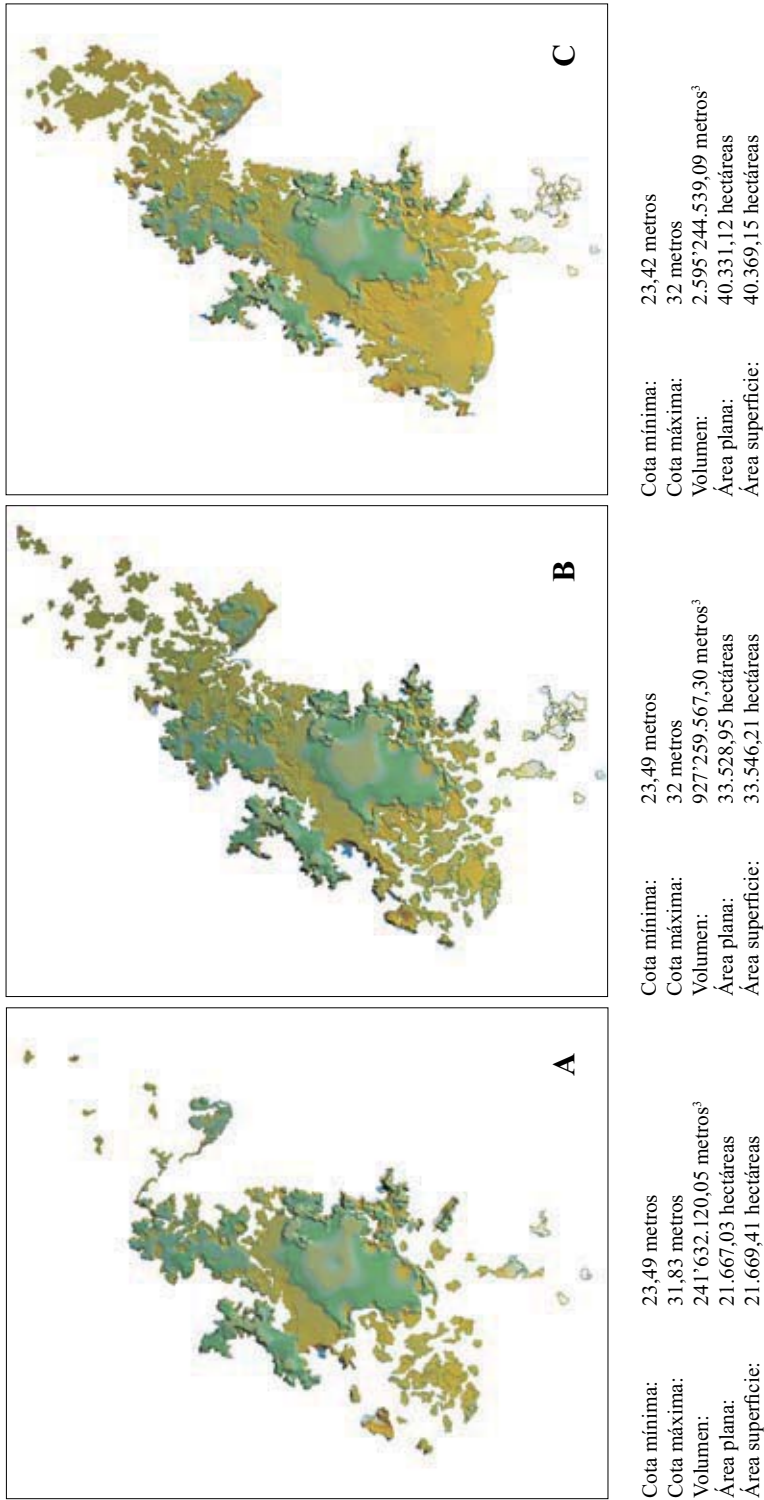 A
Cota mínima: 23,49 metros
Cota máxima: 31,83 metros
Volumen: 241'632.120,05 metros³
Área plana: 21.667,03 hectáreas
Área superficie: 21.669,41 hectáreas
B
Cota mínima: 23,49 metros
Cota máxima: 32 metros
Volumen: 927'259.567,30 metros³
Área plana: 33.528,95 hectáreas
Área superficie: 33.546,21 hectáreas
C
Cota mínima: 23,42 metros
Cota máxima: 32 metros
Volumen: 2.595'244.539,09 metros³
Área plana: 40.331,12 hectáreas
Área superficie: 40.369,15 hectáreas